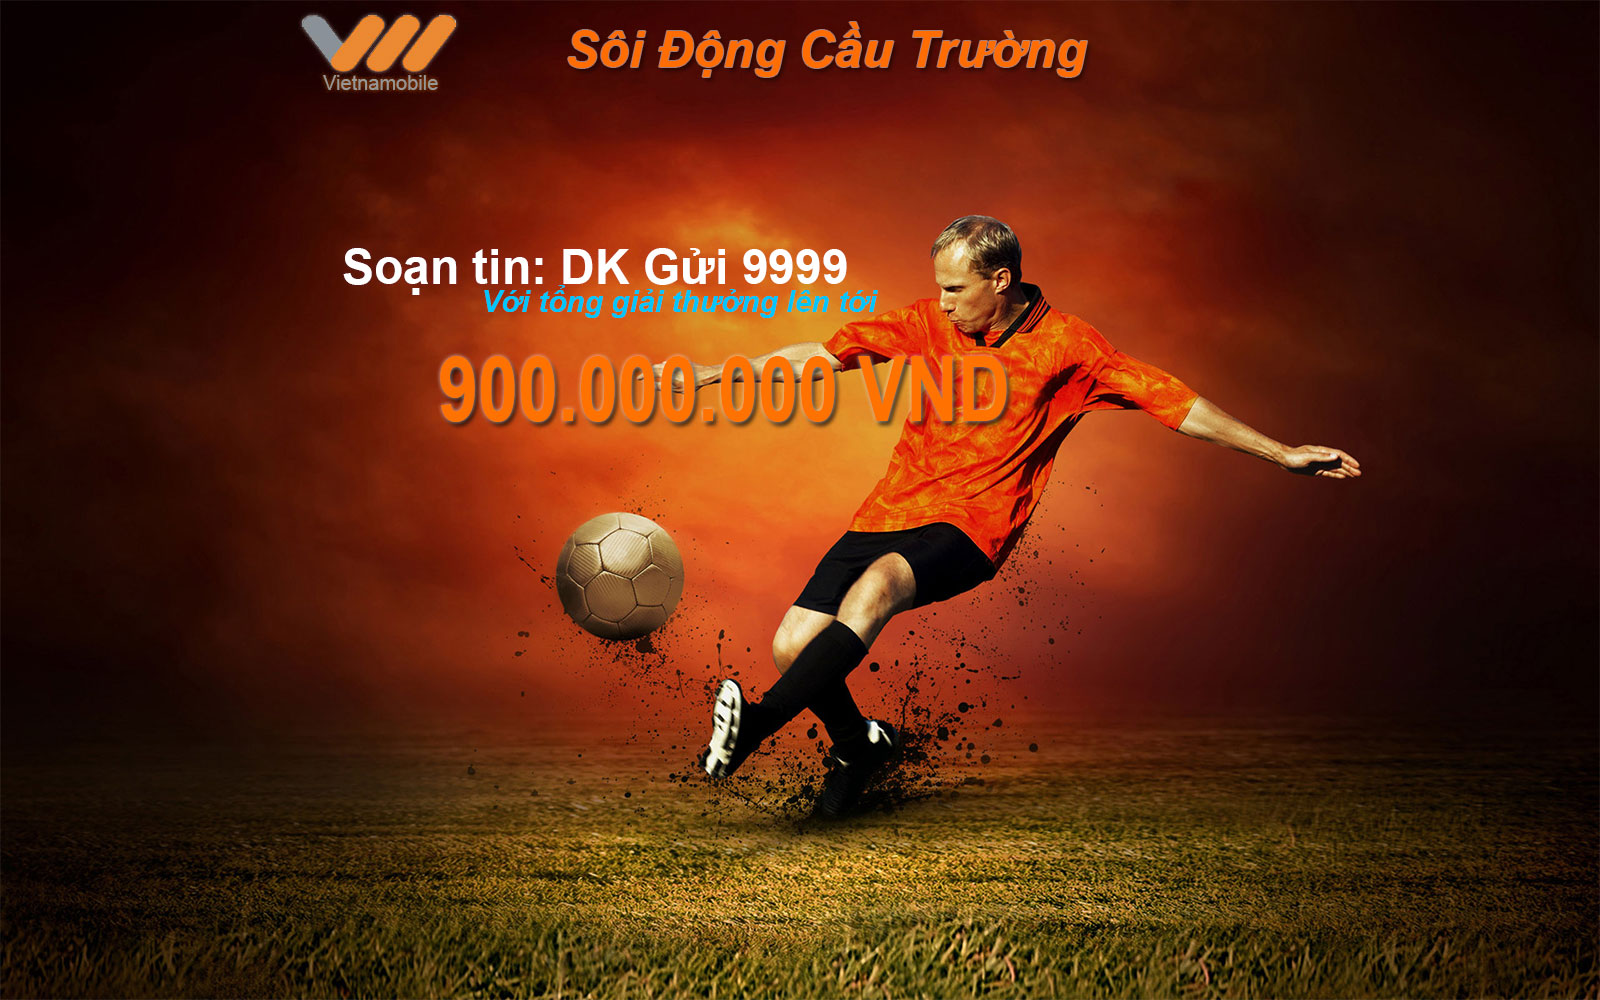 Vietnamobile
Sôi Động Cầu Trường
Soạn tin: DK Gửi 9999
Với tổng giải thưởng lên tới
900.000.000 VND